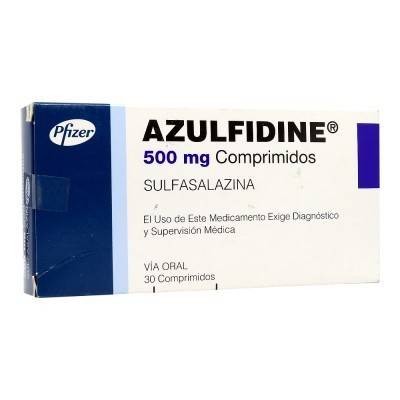 Pfizer
AZULFIDINE®
500 mg Comprimidos
SULFASALAZINA
El Uso de Este Medicamento Exige Diagnóstico
y Supervisión Médica
VÍA ORAL
30 Comprimidos